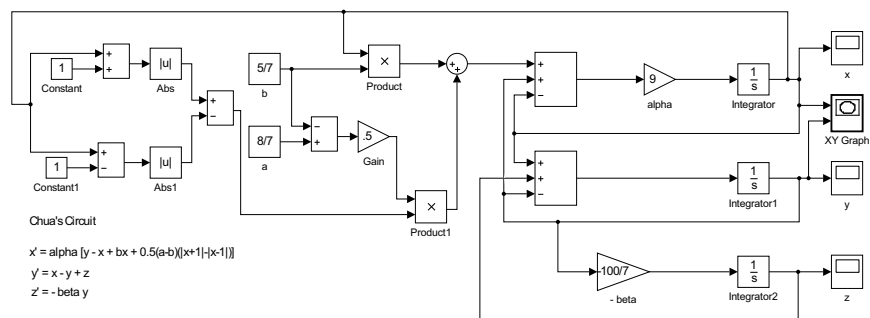 1
Constant
+
+
|u|
Abs
+
−
1
Constant1
+
−
|u|
Abs1
5/7
b
8/7
a
−
+
.5
Gain
×
Product
×
Product1
+
+
+
+
−
9
alpha
1
s
Integrator
x
XY Graph
+
+
−
1
s
Integrator1
y
-100/7
- beta
1
s
Integrator2
z
Chua's Circuit
x' = alpha [y - x + bx + 0.5(a-b)(|x+1|-|x-1|)]
y' = x - y + z
z' = - beta y